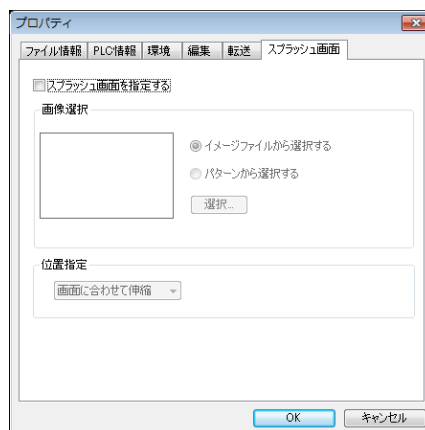 プロパティ
ファイル情報 PLC情報 環境 編集 転送 スプラッシュ画面
スプラッシュ画面を指定する
画像選択
イメージファイルから選択する
パターンから選択する
選択...
位置指定
画面に合わせて伸縮
OK キャンセル